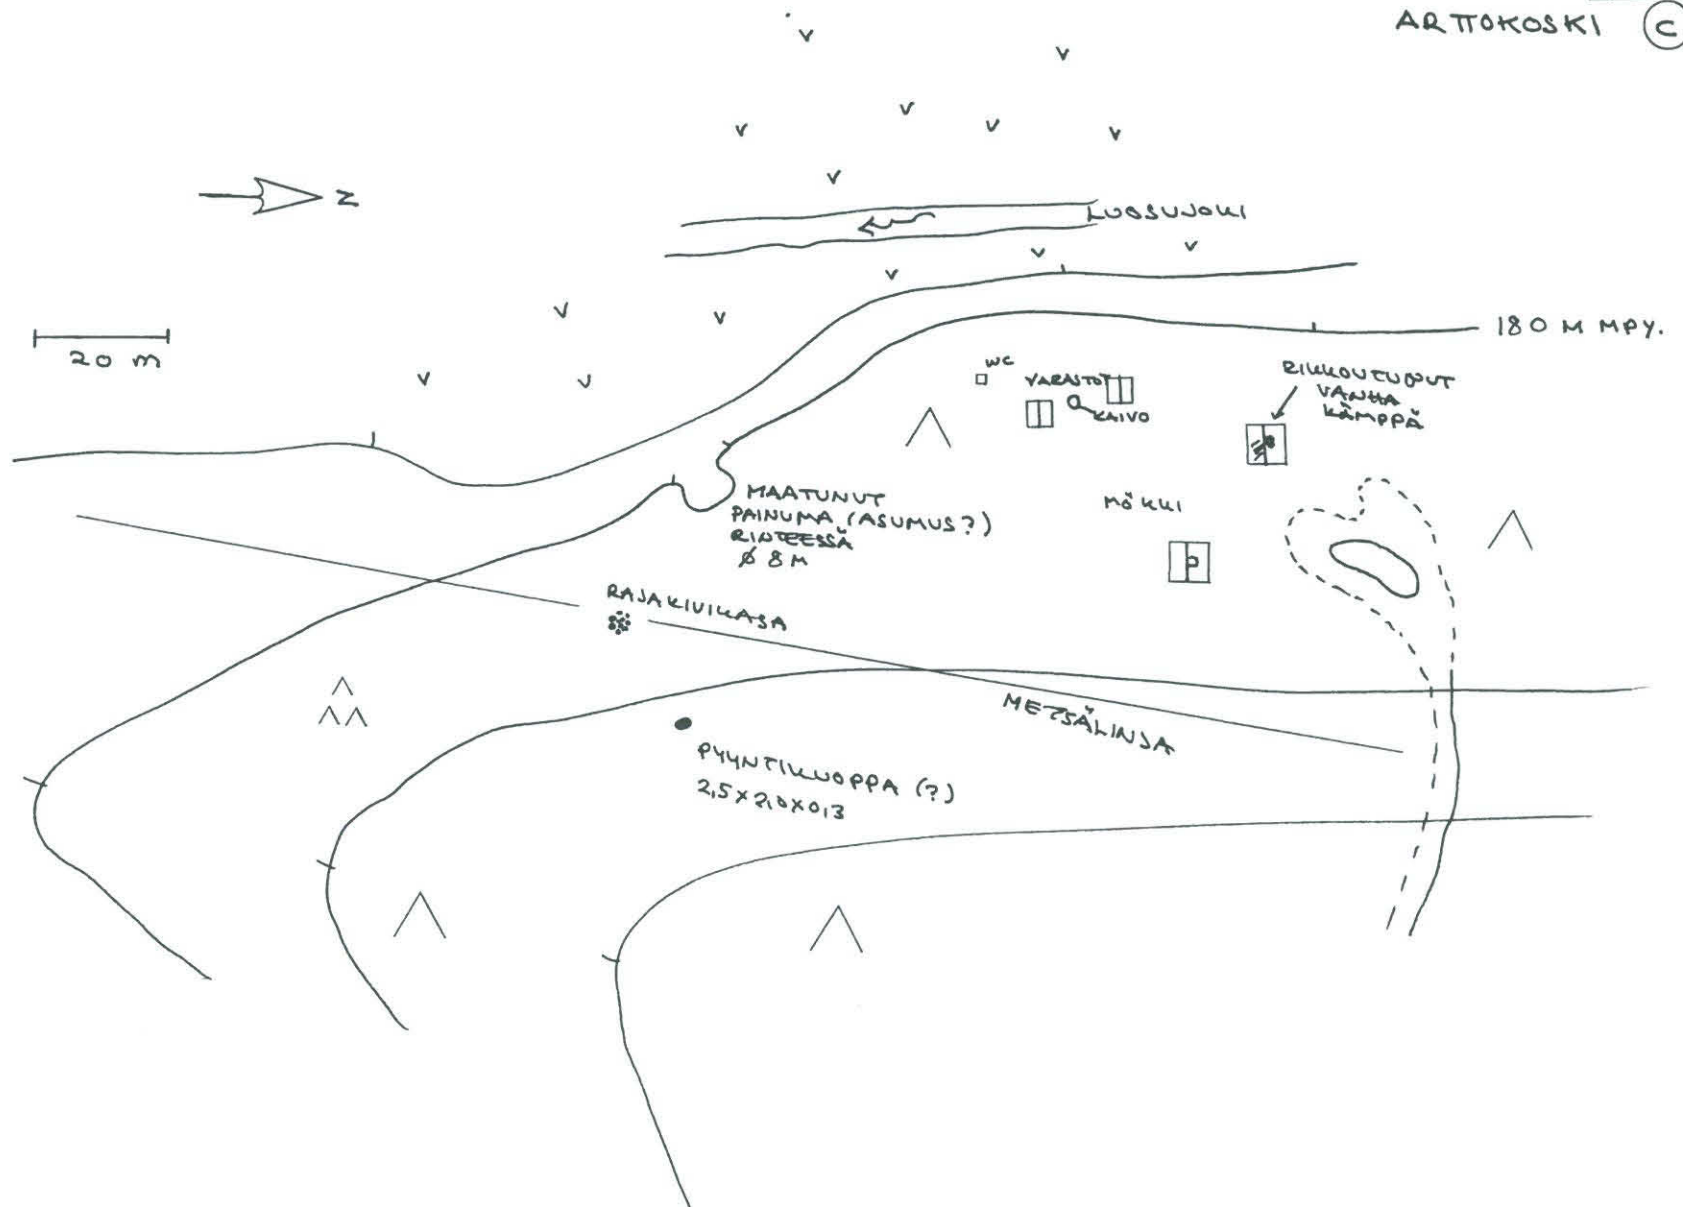 ARTTOKOSKI C
N
LUOSUJOKI
180 M MPY.
20 m
WC
VARASTOT
KAIVO
RIKKOUTUNUT
VANHA
KÄMPPÄ
MÖKKI
MAATUNUT
PAINUMA (ASUMUS?)
RINTEESSÄ
Ø 8 M
RAJAKIVIKASA
METSÄLINJA
PYYNTIKUOPPA (?)
2,5 x 2,0 x 0,3